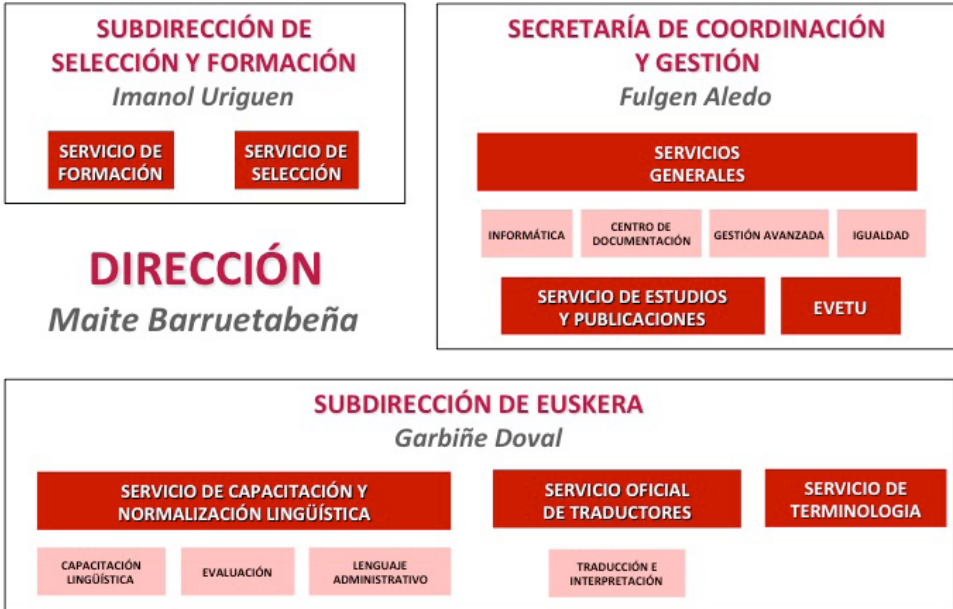 SUBDIRECCIÓN DE
SELECCIÓN Y FORMACIÓN
Imanol Uriguen
SERVICIO DE
FORMACIÓN
SERVICIO DE
SELECCIÓN
SECRETARÍA DE COORDINACIÓN
Y GESTIÓN
Fulgen Aledo
SERVICIOS
GENERALES
INFORMÁTICA
CENTRO DE
DOCUMENTACIÓN
GESTIÓN AVANZADA
IGUALDAD
SERVICIO DE ESTUDIOS
Y PUBLICACIONES
EVETU
DIRECCIÓN
Maite Barruetabeña
SUBDIRECCIÓN DE EUSKERA
Garbiñe Doval
SERVICIO DE CAPACITACIÓN Y
NORMALIZACIÓN LINGÜÍSTICA
CAPACITACIÓN
LINGÜÍSTICA
EVALUACIÓN
LENGUAJE
ADMINISTRATIVO
SERVICIO OFICIAL
DE TRADUCTORES
TRADUCCIÓN E
INTERPRETACIÓN
SERVICIO DE
TERMINOLOGIA